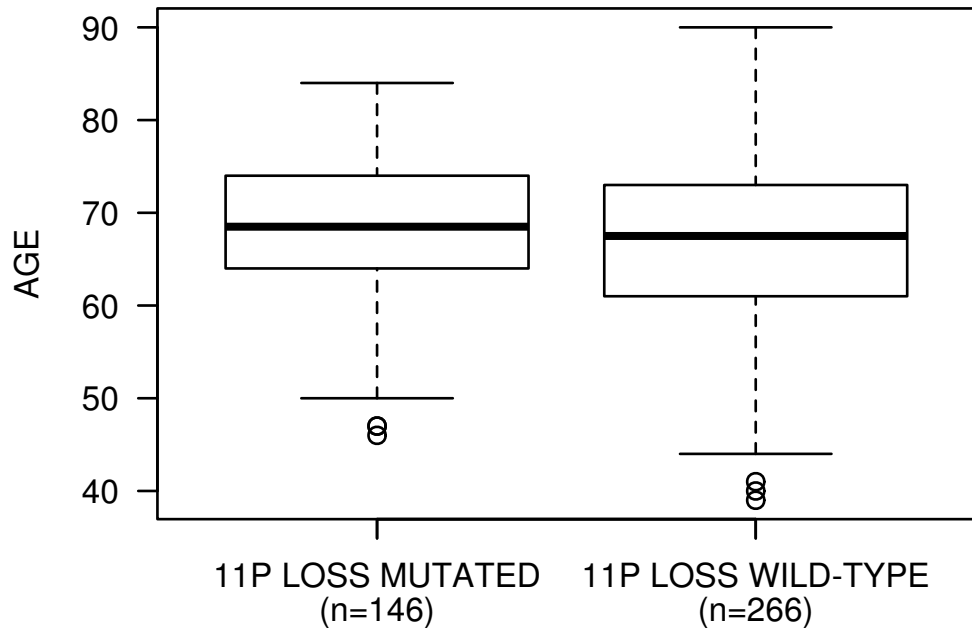 AGE
90
80
70
60
50
40
11P LOSS MUTATED
(n=146)
11P LOSS WILD-TYPE
(n=266)